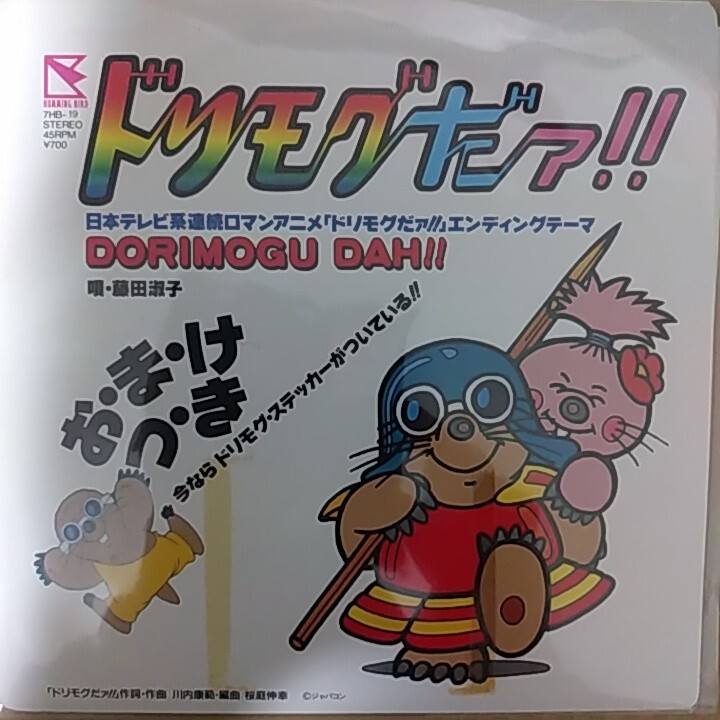 HUMMING BIRD
7HB-19
STEREO
45RPM
¥700
ドリモグだァ!!
日本テレビ系連続ロマンアニメ「ドリモグだァ!!」エンディングテーマ
DORIMOGU DAH!!
唄・藤田淑子
お・ま・け
つ・き
今ならドリモグ・ステッカーがついている!!
「ドリモグだァ!!」作詞・作曲 川内康範・編曲 桜庭伸幸 ©ジャパコン